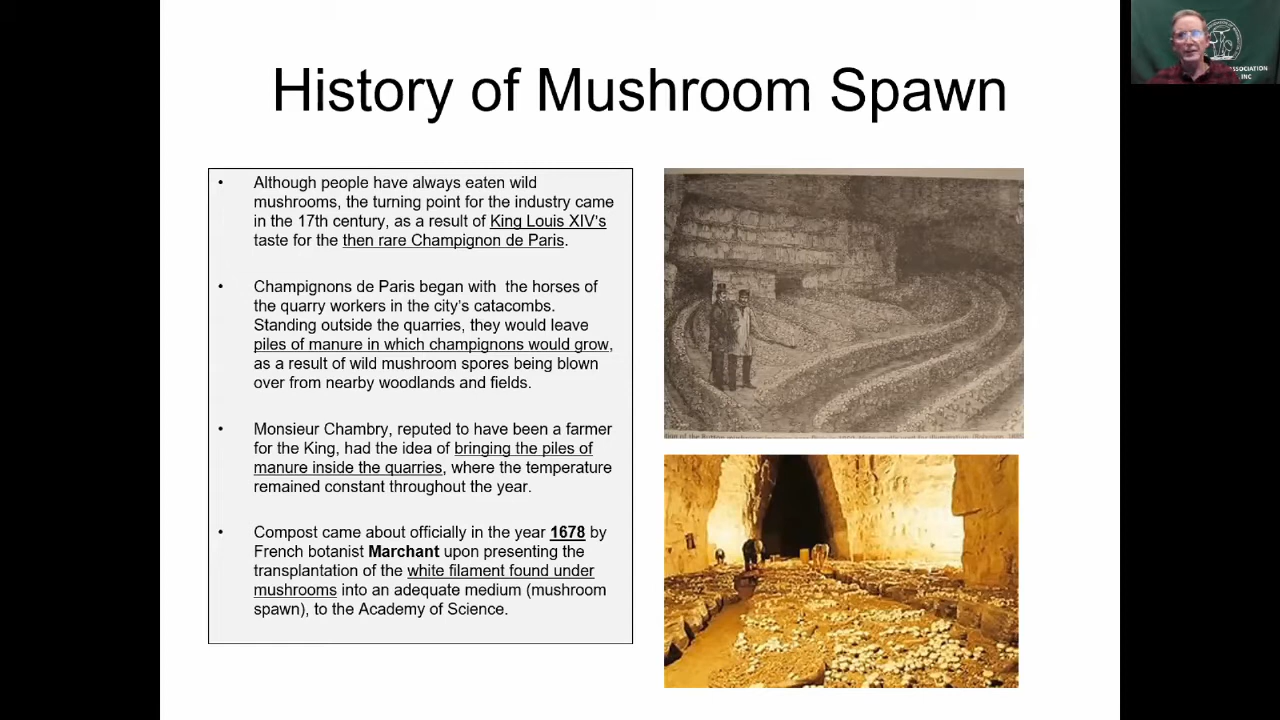 History of Mushroom Spawn
ASSOCIATION
INC
• Although people have always eaten wild
mushrooms, the turning point for the industry came
in the 17th century, as a result of King Louis XIV's
taste for the then rare Champignon de Paris.
• Champignons de Paris began with the horses of
the quarry workers in the city's catacombs.
Standing outside the quarries, they would leave
piles of manure in which champignons would grow,
as a result of wild mushroom spores being blown
over from nearby woodlands and fields.
• Monsieur Chambry, reputed to have been a farmer
for the King, had the idea of bringing the piles of
manure inside the quarries, where the temperature
remained constant throughout the year.
• Compost came about officially in the year 1678 by
French botanist Marchant upon presenting the
transplantation of the white filament found under
mushrooms into an adequate medium (mushroom
spawn), to the Academy of Science.